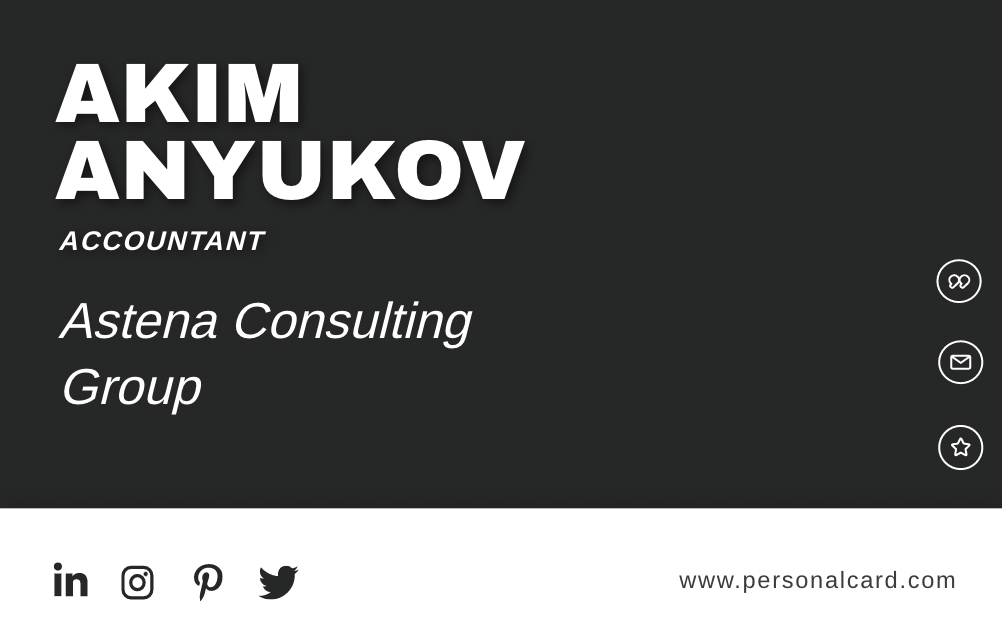 AKIM
ANYUKOV
ACCOUNTANT
Astena Consulting
Group
www.personalcard.com